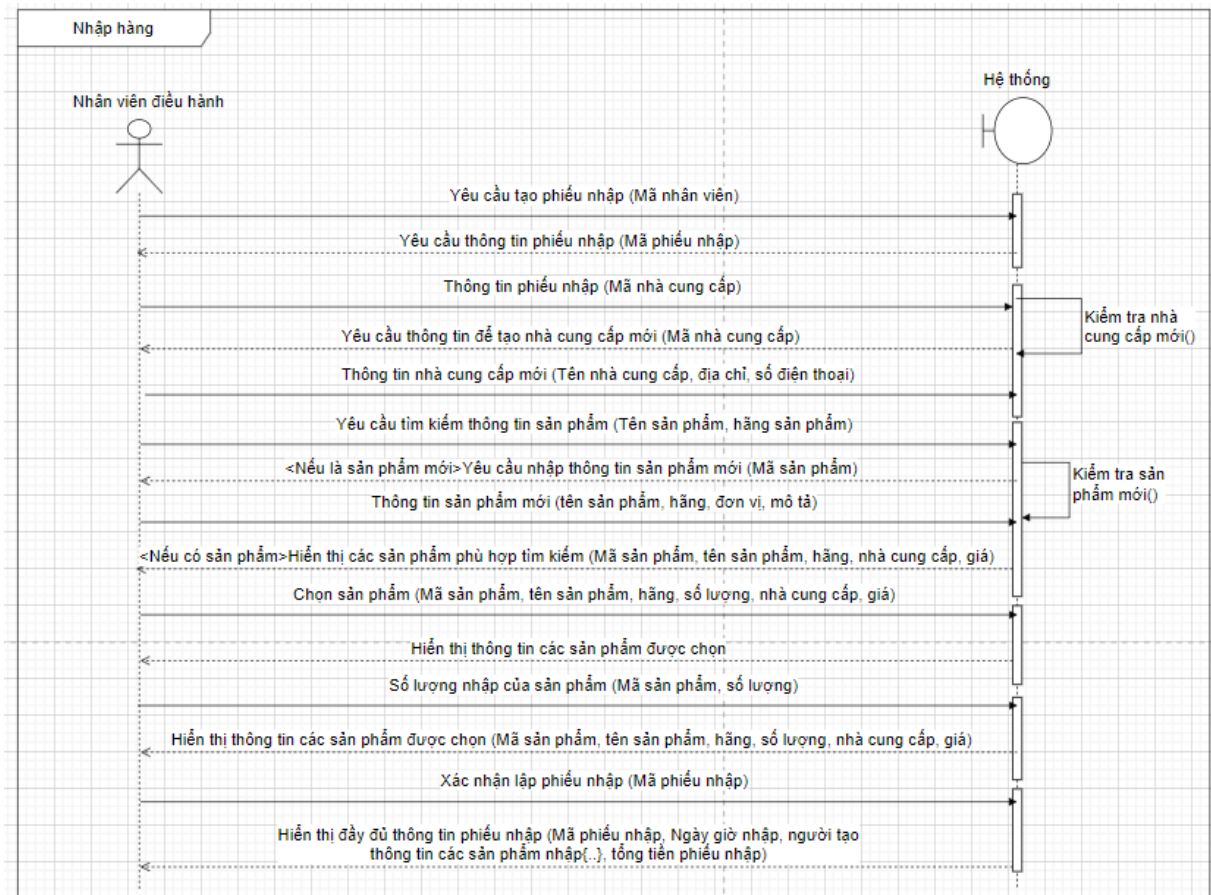 Nhập hàng
Hệ thống
Nhân viên điều hành
Yêu cầu tạo phiếu nhập (Mã nhân viên)
Yêu cầu thông tin phiếu nhập (Mã phiếu nhập)
Thông tin phiếu nhập (Mã nhà cung cấp)
Kiểm tra nhà
cung cấp mới()
Yêu cầu thông tin để tạo nhà cung cấp mới (Mã nhà cung cấp)
Thông tin nhà cung cấp mới (Tên nhà cung cấp, địa chỉ, số điện thoại)
Yêu cầu tìm kiếm thông tin sản phẩm (Tên sản phẩm, hãng sản phẩm)
<Nếu là sản phẩm mới>Yêu cầu nhập thông tin sản phẩm mới (Mã sản phẩm)
Kiểm tra sản
phẩm mới()
Thông tin sản phẩm mới (tên sản phẩm, hãng, đơn vị, mô tả)
<Nếu có sản phẩm>Hiển thị các sản phẩm phù hợp tìm kiếm (Mã sản phẩm, tên sản phẩm, hãng, nhà cung cấp, giá)
Chọn sản phẩm (Mã sản phẩm, tên sản phẩm, hãng, số lượng, nhà cung cấp, giá)
Hiển thị thông tin các sản phẩm được chọn
Số lượng nhập của sản phẩm (Mã sản phẩm, số lượng)
Hiển thị thông tin các sản phẩm được chọn (Mã sản phẩm, tên sản phẩm, hãng, số lượng, nhà cung cấp, giá)
Xác nhận lập phiếu nhập (Mã phiếu nhập)
Hiển thị đầy đủ thông tin phiếu nhập (Mã phiếu nhập, Ngày giờ nhập, người tạo
thông tin các sản phẩm nhập{..}, tổng tiền phiếu nhập)